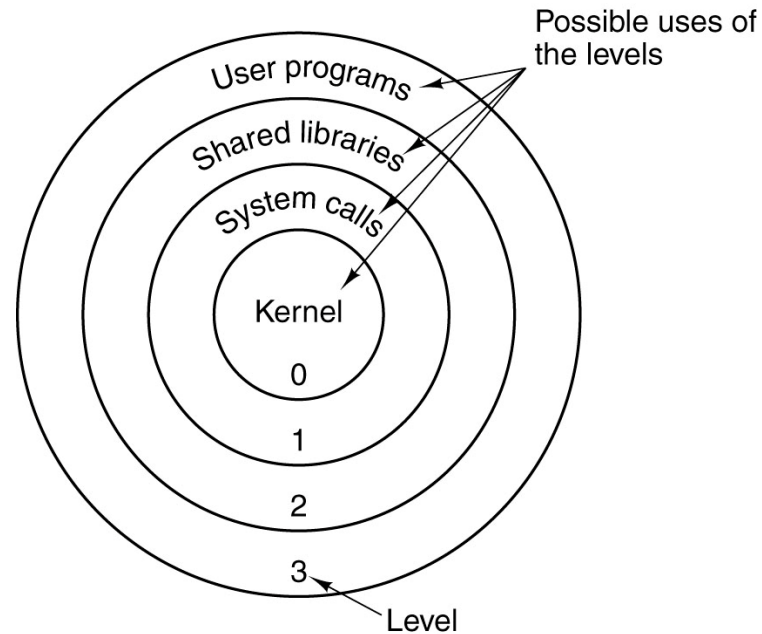 Possible uses of
the levels
User programs
Shared libraries
System calls
Kernel
0
1
2
3
Level